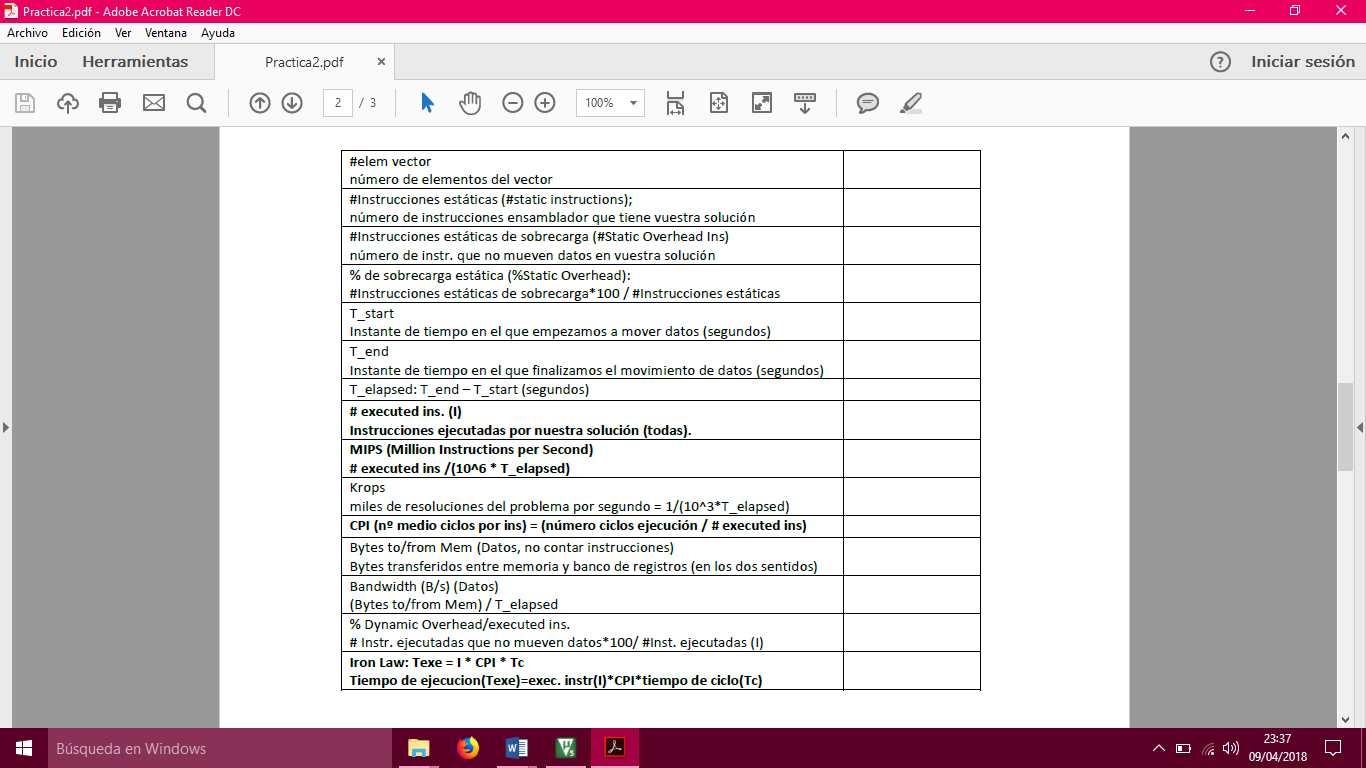 Practica2.pdf - Adobe Acrobat Reader DC
Archivo Edición Ver Ventana Ayuda
Inicio Herramientas Practica2.pdf × Iniciar sesión
2 / 3 100%
#elem vector
número de elementos del vector
#Instrucciones estáticas (#static instructions);
número de instrucciones ensamblador que tiene vuestra solución
#Instrucciones estáticas de sobrecarga (#Static Overhead Ins)
número de instr. que no mueven datos en vuestra solución
% de sobrecarga estática (%Static Overhead):
#Instrucciones estáticas de sobrecarga*100 / #Instrucciones estáticas
T_start
Instante de tiempo en el que empezamos a mover datos (segundos)
T_end
Instante de tiempo en el que finalizamos el movimiento de datos (segundos)
T_elapsed: T_end – T_start (segundos)
# executed ins. (I)
Instrucciones ejecutadas por nuestra solución (todas).
MIPS (Million Instructions per Second)
# executed ins /(10^6 * T_elapsed)
Krops
miles de resoluciones del problema por segundo = 1/(10^3*T_elapsed)
CPI (nº medio ciclos por ins) = (número ciclos ejecución / # executed ins)
Bytes to/from Mem (Datos, no contar instrucciones)
Bytes transferidos entre memoria y banco de registros (en los dos sentidos)
Bandwidth (B/s) (Datos)
(Bytes to/from Mem) / T_elapsed
% Dynamic Overhead/executed ins.
# Instr. ejecutadas que no mueven datos*100/ #Inst. ejecutadas (I)
Iron Law: Texe = I * CPI * Tc
Tiempo de ejecucion(Texe)=exec. instr(I)*CPI*tiempo de ciclo(Tc)
Búsqueda en Windows
23:37
09/04/2018